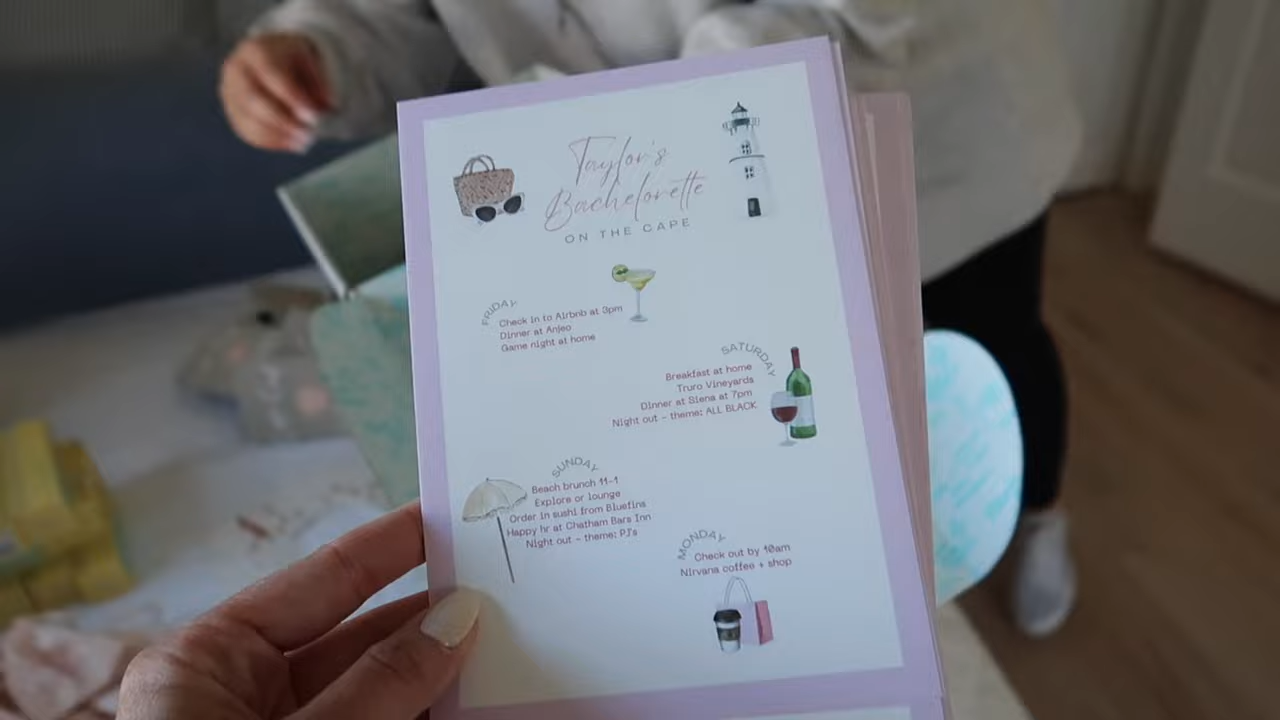 Taylor's
Bachelorette
ON THE CAPE
FRIDAY
Check in to Airbnb at 3pm
Dinner at Anjeo
Game night at home
SATURDAY
Breakfast at home
Truro Vineyards
Dinner at Siena at 7pm
Night out - theme: ALL BLACK
SUNDAY
Beach brunch 11-1
Explore or lounge
Order in sushi from Bluefins
Happy hr at Chatham Bars Inn
Night out - theme: PJ's
MONDAY
Check out by 10am
Nirvana coffee + shop